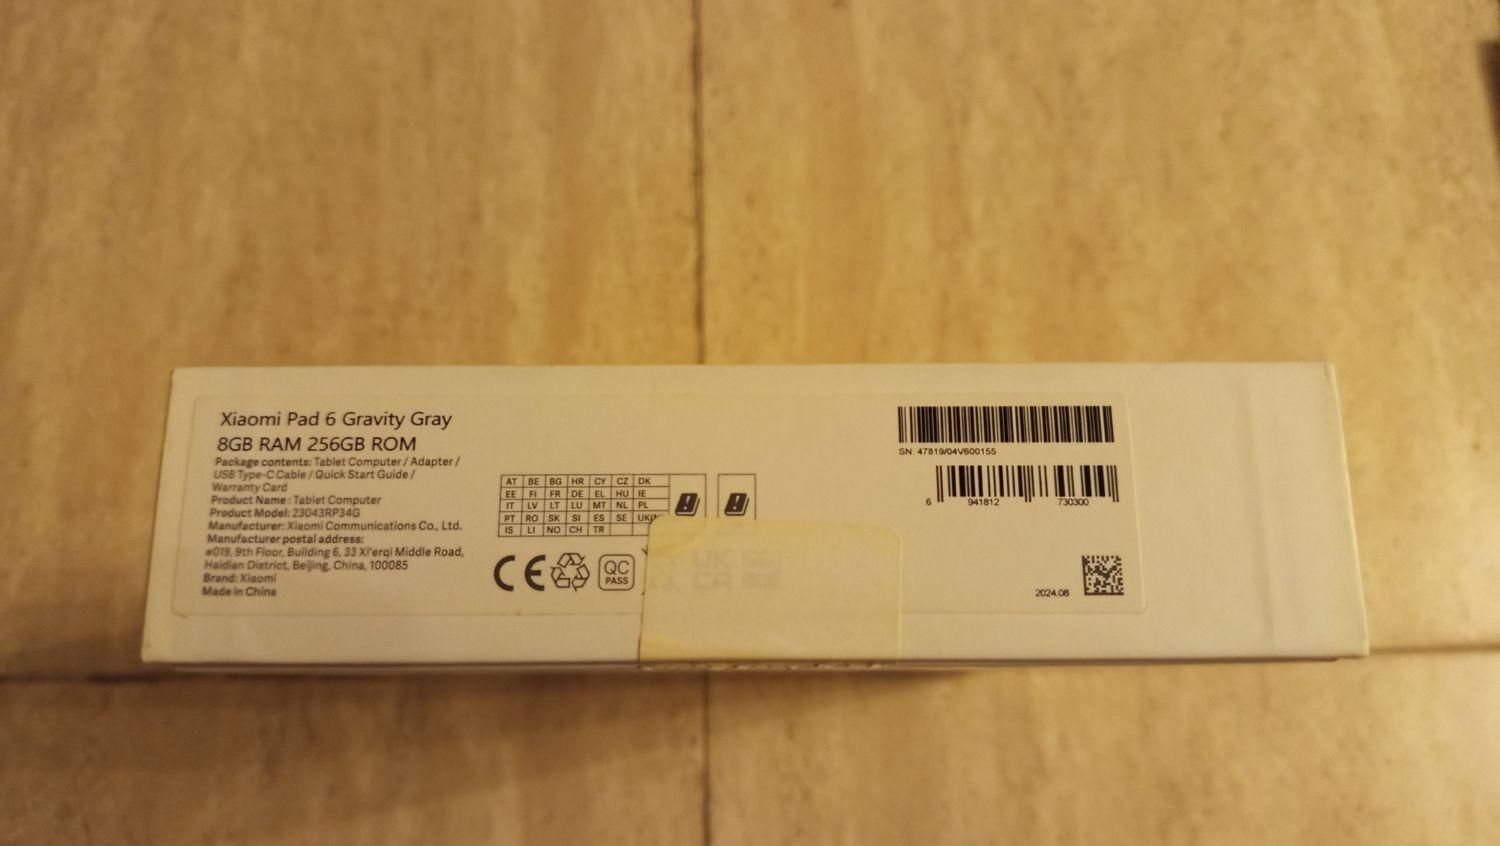 Xiaomi Pad 6 Gravity Gray
8GB RAM 256GB ROM
Package contents: Tablet Computer / Adapter /
USB Type-C Cable / Quick Start Guide /
Warranty Card
Product Name : Tablet Computer
Product Model: 23043RP34G
Manufacturer: Xiaomi Communications Co., Ltd.
Manufacturer postal address:
#019, 9th Floor, Building 6, 33 Xi'erqi Middle Road,
Haidian District, Beijing, China, 100085
Brand: Xiaomi
Made in China
AT BE BG HR CY CZ DK
EE FI FR DE EL HU IE
IT LV LT LU MT NL PL
PT RO SK SI ES SE
IS LI NO CH TR
CE
QC
PASS
UK
CA
SN: 47819/04V600155
6 941812 730300
2024.08